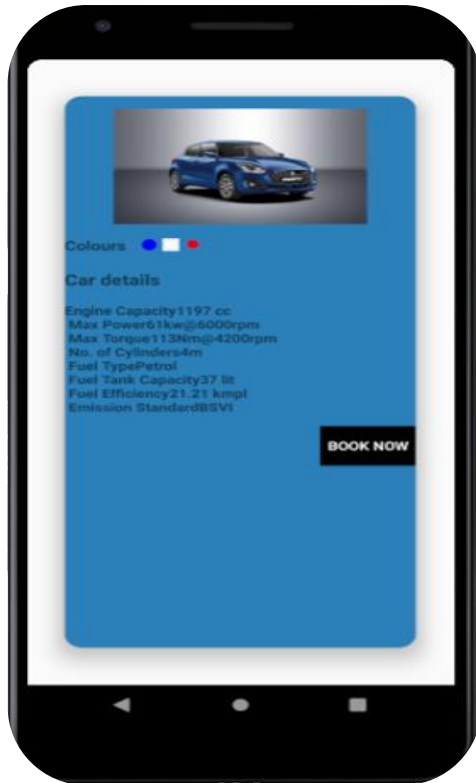 Colours
Car details
Engine Capacity1197 cc
Max Power61kw@6000rpm
Max Torque113Nm@4200rpm
No. of Cylinders4m
Fuel TypePetrol
Fuel Tank Capacity37 lit
Fuel Efficiency21.21 kmpl
Emission StandardBSVI
BOOK NOW